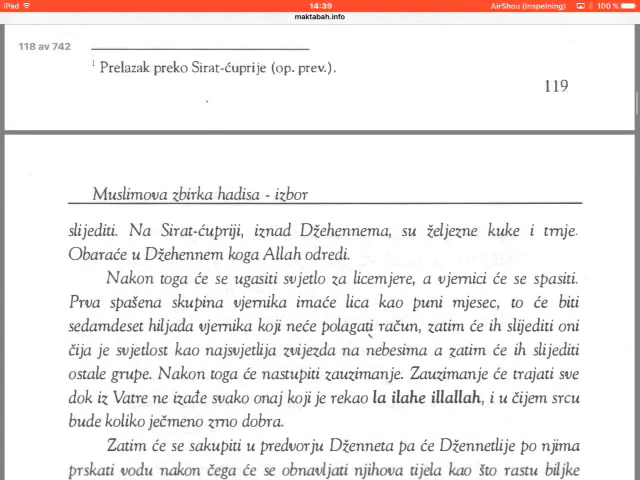 iPad 14:39 AirShou (Inspelning) 100 %
maktabah.info
118 av 742
¹ Prelazak preko Sirat-ćuprije (op. prev.).
119
Muslimova zbirka hadisa - izbor
slijediti. Na Sirat-ćupriji, iznad Džehennema, su željezne kuke i trnje.
Obaraće u Džehennem koga Allah odredi.
Nakon toga će se ugasiti svjetlo za licemjere, a vjernici će se spasiti.
Prva spašena skupina vjernika imaće lica kao puni mjesec, to će biti
sedamdeset hiljada vjernika koji neće polagati račun, zatim će ih slijediti oni
čija je svjetlost kao najsvjetlija zvijezda na nebesima a zatim će ih slijediti
ostale grupe. Nakon toga će nastupiti zauzimanje. Zauzimanje će trajati sve
dok iz Vatre ne izađe svako onaj koji je rekao la ilahe illallah, i u čijem srcu
bude koliko ječmeno zrno dobra.
Zatim će se sakupiti u predvorju Dženneta pa će Džennetlije po njima
prskati vodu nakon čega će se obnavljati njihova tijela kao što rastu biljke